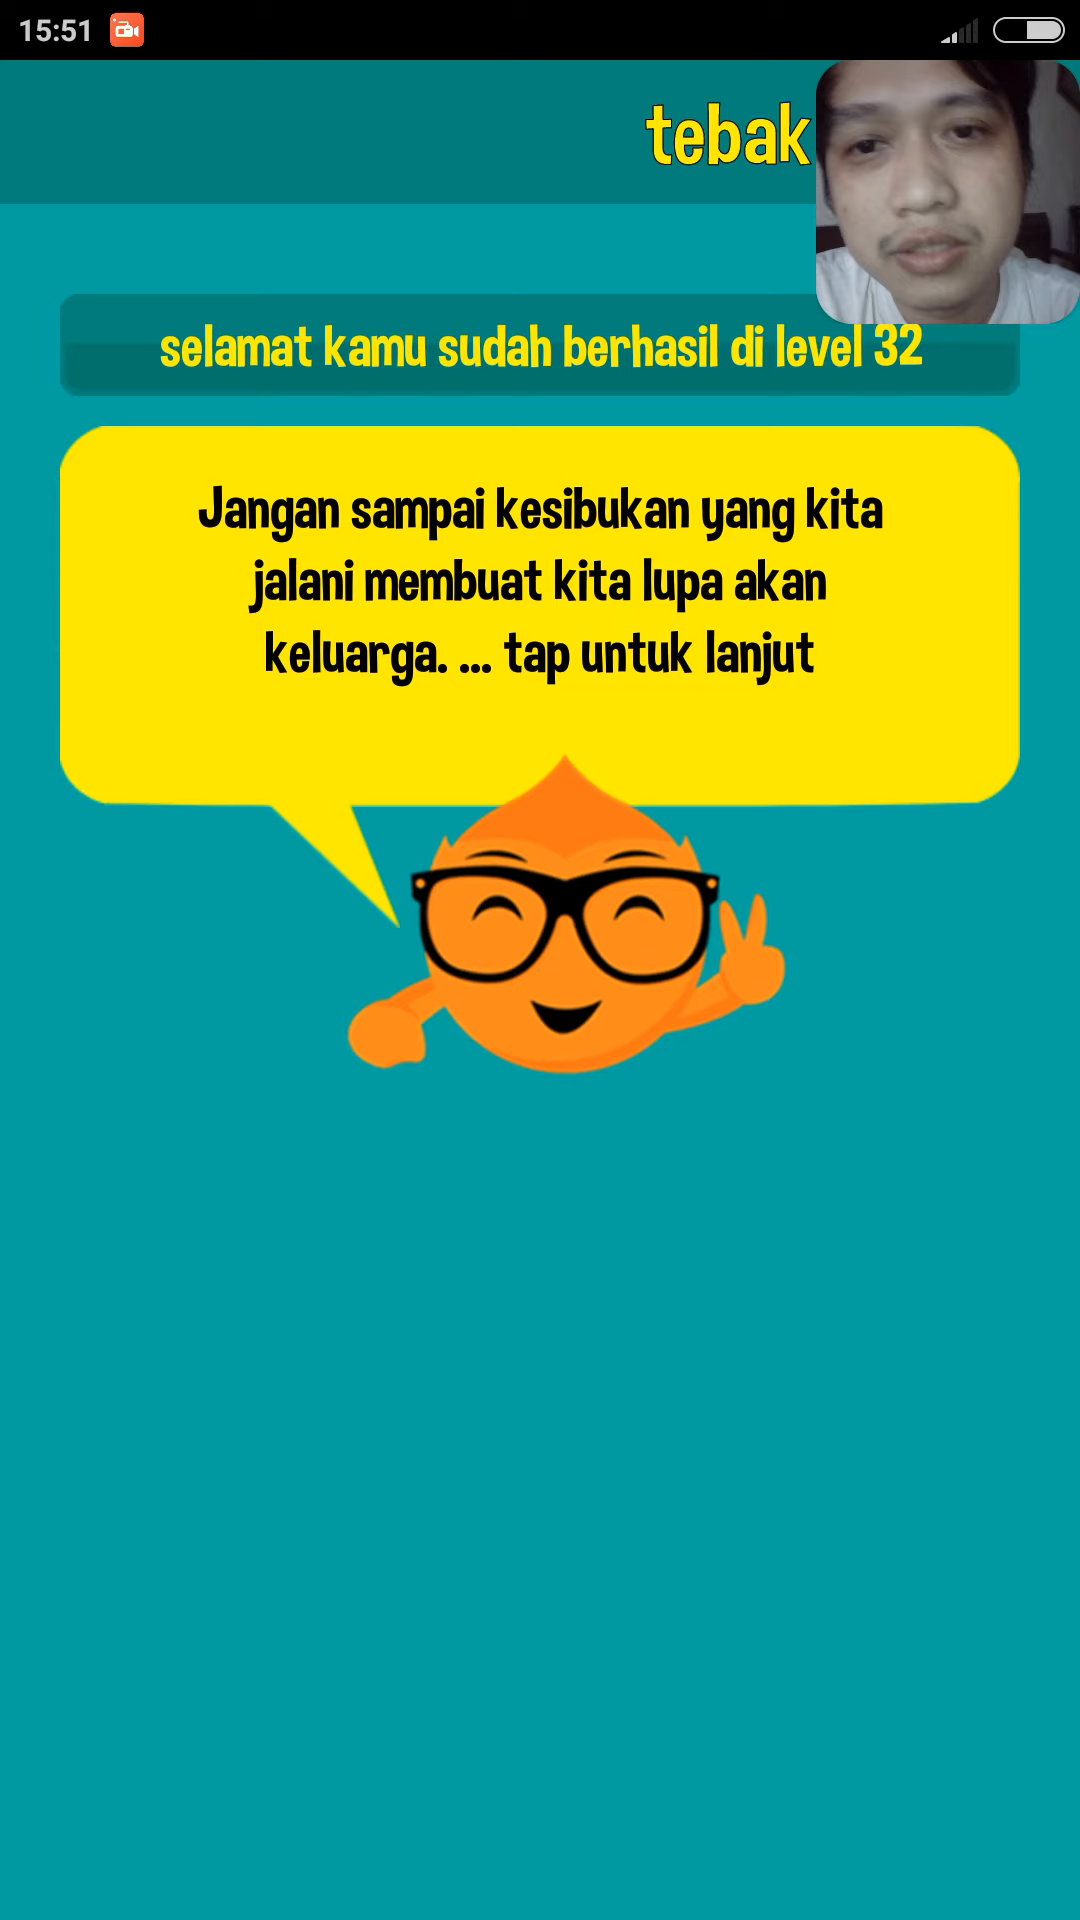 15:51
tebak
selamat kamu sudah berhasil di level 32
Jangan sampai kesibukan yang kita
jalani membuat kita lupa akan
keluarga. ... tap untuk lanjut